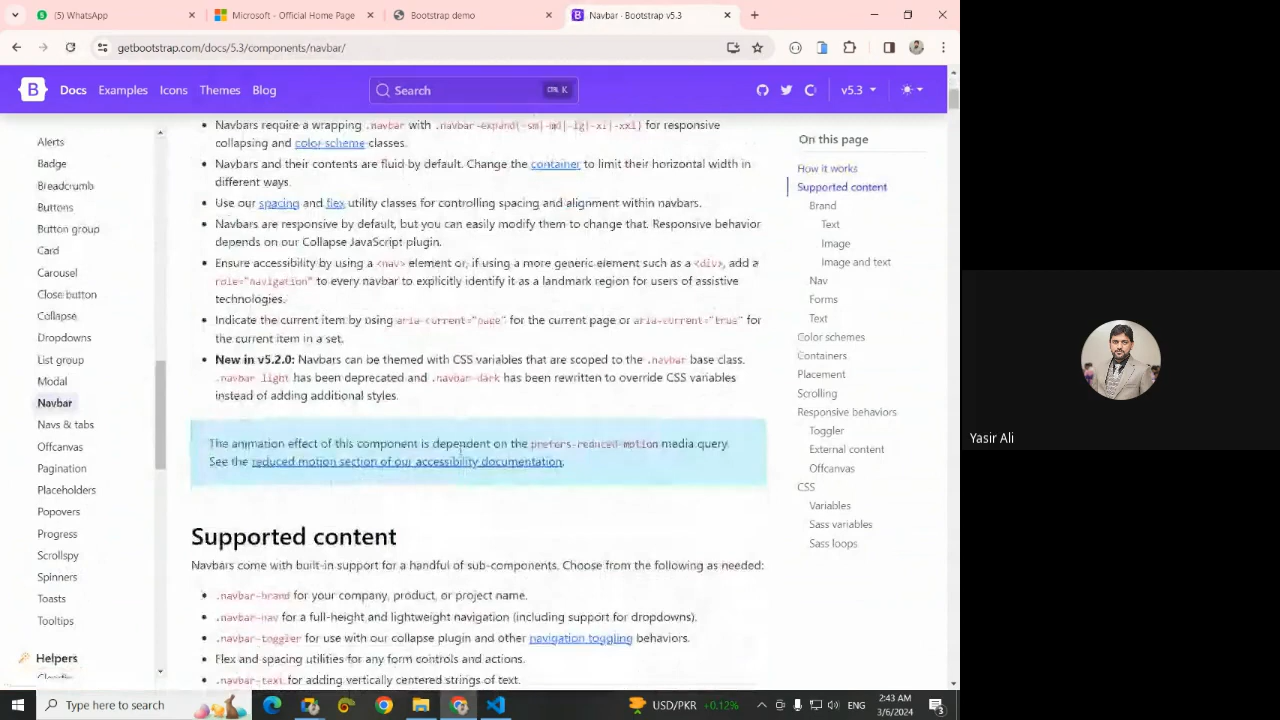 (5) WhatsApp
Microsoft - Official Home Page
Bootstrap demo
Navbar · Bootstrap v5.3
getbootstrap.com/docs/5.3/components/navbar/
B
Docs
Examples
Icons
Themes
Blog
Search
CTRL K
v5.3
Alerts
Badge
Breadcrumb
Buttons
Button group
Card
Carousel
Close button
Collapse
Dropdowns
List group
Modal
Navbar
Navs & tabs
Offcanvas
Pagination
Placeholders
Popovers
Progress
Scrollspy
Spinners
Toasts
Tooltips
Helpers
Clearfix
Navbars require a wrapping .navbar with .navbar-expand{-sm|-md|-lg|-xl|-xxl} for responsive
collapsing and color scheme classes.
Navbars and their contents are fluid by default. Change the container to limit their horizontal width in
different ways.
Use our spacing and flex utility classes for controlling spacing and alignment within navbars.
Navbars are responsive by default, but you can easily modify them to change that. Responsive behavior
depends on our Collapse JavaScript plugin.
Ensure accessibility by using a <nav> element or, if using a more generic element such as a <div>, add a
role="navigation" to every navbar to explicitly identify it as a landmark region for users of assistive
technologies.
Indicate the current item by using aria-current="page" for the current page or aria-current="true" for
the current item in a set.
New in v5.2.0: Navbars can be themed with CSS variables that are scoped to the .navbar base class.
.navbar-light has been deprecated and .navbar-dark has been rewritten to override CSS variables
instead of adding additional styles.
The animation effect of this component is dependent on the prefers-reduced-motion media query.
See the reduced motion section of our accessibility documentation.
Supported content
Navbars come with built-in support for a handful of sub-components. Choose from the following as needed:
.navbar-brand for your company, product, or project name.
.navbar-nav for a full-height and lightweight navigation (including support for dropdowns).
.navbar-toggler for use with our collapse plugin and other navigation toggling behaviors.
Flex and spacing utilities for any form controls and actions.
.navbar-text for adding vertically centered strings of text.
On this page
How it works
Supported content
Brand
Text
Image
Image and text
Nav
Forms
Text
Color schemes
Containers
Placement
Scrolling
Responsive behaviors
Toggler
External content
Offcanvas
CSS
Variables
Sass variables
Sass loops
Yasir Ali
Type here to search
USD/PKR +0.12%
ENG
2:43 AM
3/6/2024
3